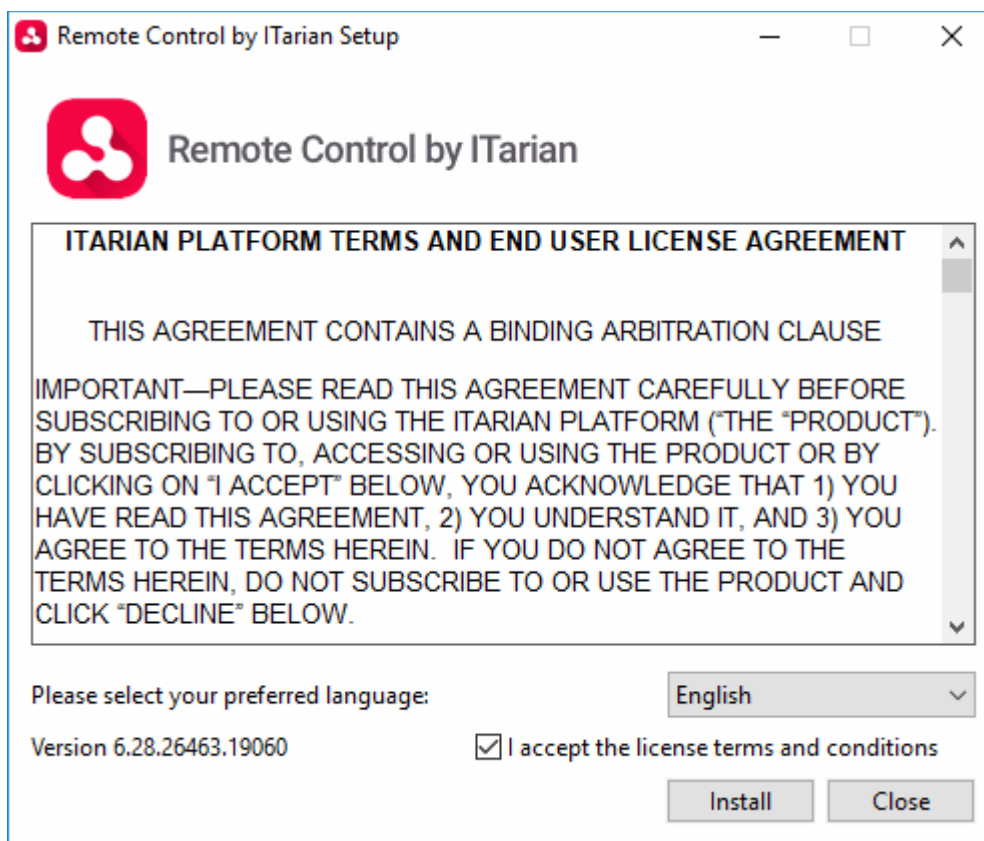 Remote Control by ITarian Setup
Remote Control by ITarian
ITARIAN PLATFORM TERMS AND END USER LICENSE AGREEMENT
THIS AGREEMENT CONTAINS A BINDING ARBITRATION CLAUSE
IMPORTANT—PLEASE READ THIS AGREEMENT CAREFULLY BEFORE
SUBSCRIBING TO OR USING THE ITARIAN PLATFORM (“THE “PRODUCT”).
BY SUBSCRIBING TO, ACCESSING OR USING THE PRODUCT OR BY
CLICKING ON “I ACCEPT” BELOW, YOU ACKNOWLEDGE THAT 1) YOU
HAVE READ THIS AGREEMENT, 2) YOU UNDERSTAND IT, AND 3) YOU
AGREE TO THE TERMS HEREIN.  IF YOU DO NOT AGREE TO THE
TERMS HEREIN, DO NOT SUBSCRIBE TO OR USE THE PRODUCT AND
CLICK “DECLINE” BELOW.
Please select your preferred language:
English
Version 6.28.26463.19060
I accept the license terms and conditions
Install
Close